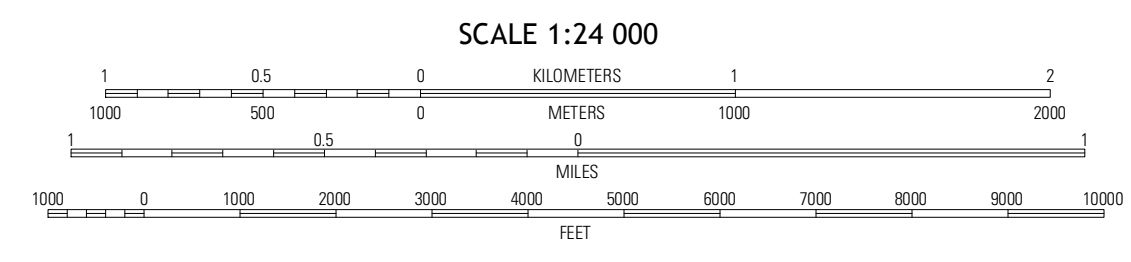 SCALE 1:24 000
1 0.5 0 KILOMETERS 1 2
1000 500 0 METERS 1000 2000
1 0.5 0 1
MILES
1000 0 1000 2000 3000 4000 5000 6000 7000 8000 9000 10000
FEET